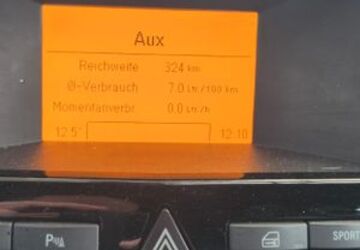 Aux
Reichweite 324 km
Ø-Verbrauch 7.0 Ltr./100 km
Momentanverbr. 0.0 Ltr./h
12.5° 12:10
P
SPORT